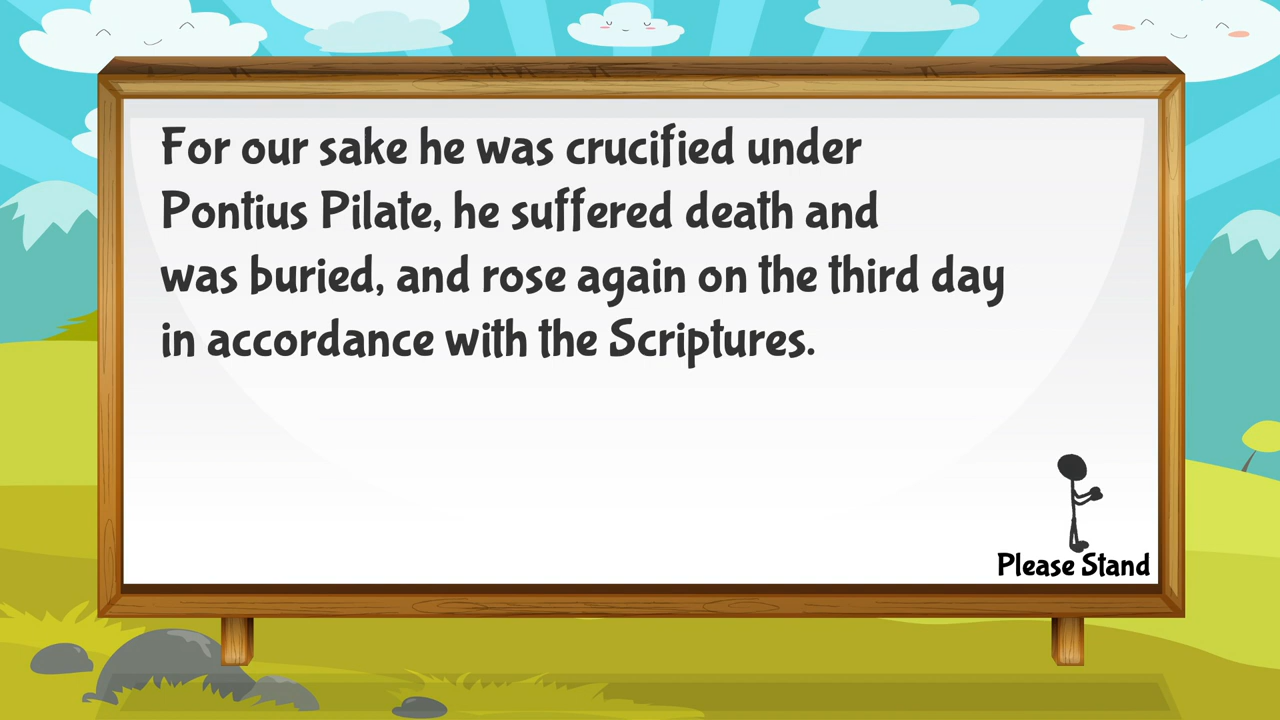 For our sake he was crucified under
Pontius Pilate, he suffered death and
was buried, and rose again on the third day
in accordance with the Scriptures.
Please Stand